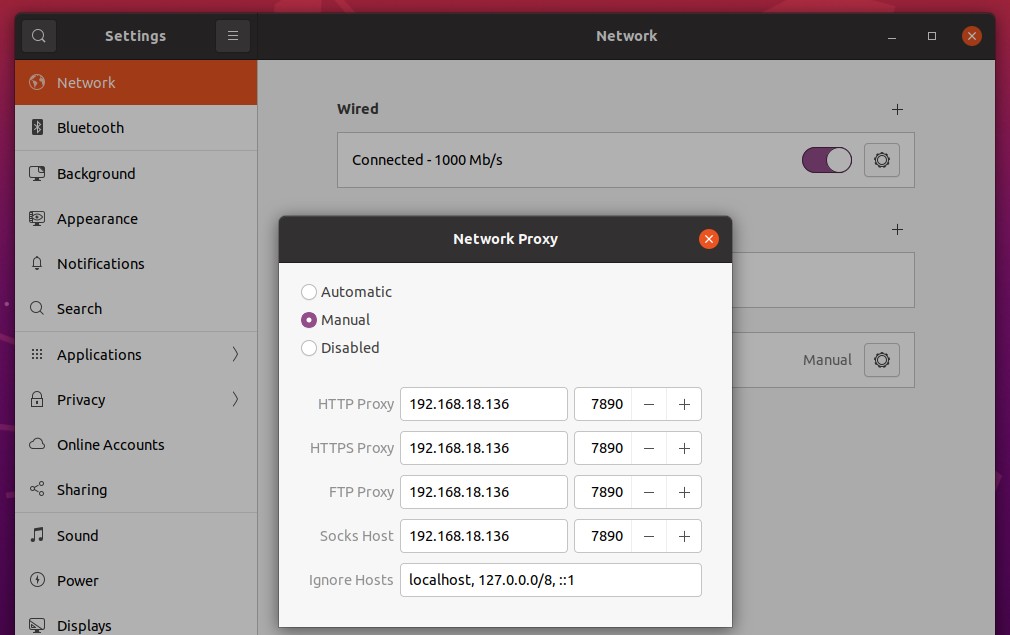 Settings
Network
Network
Bluetooth
Background
Appearance
Notifications
Search
Applications
Privacy
Online Accounts
Sharing
Sound
Power
Displays
Wired
Connected - 1000 Mb/s
Manual
Network Proxy
Automatic
Manual
Disabled
HTTP Proxy 192.168.18.136 7890 − +
HTTPS Proxy 192.168.18.136 7890 − +
FTP Proxy 192.168.18.136 7890 − +
Socks Host 192.168.18.136 7890 − +
Ignore Hosts localhost, 127.0.0.0/8, ::1